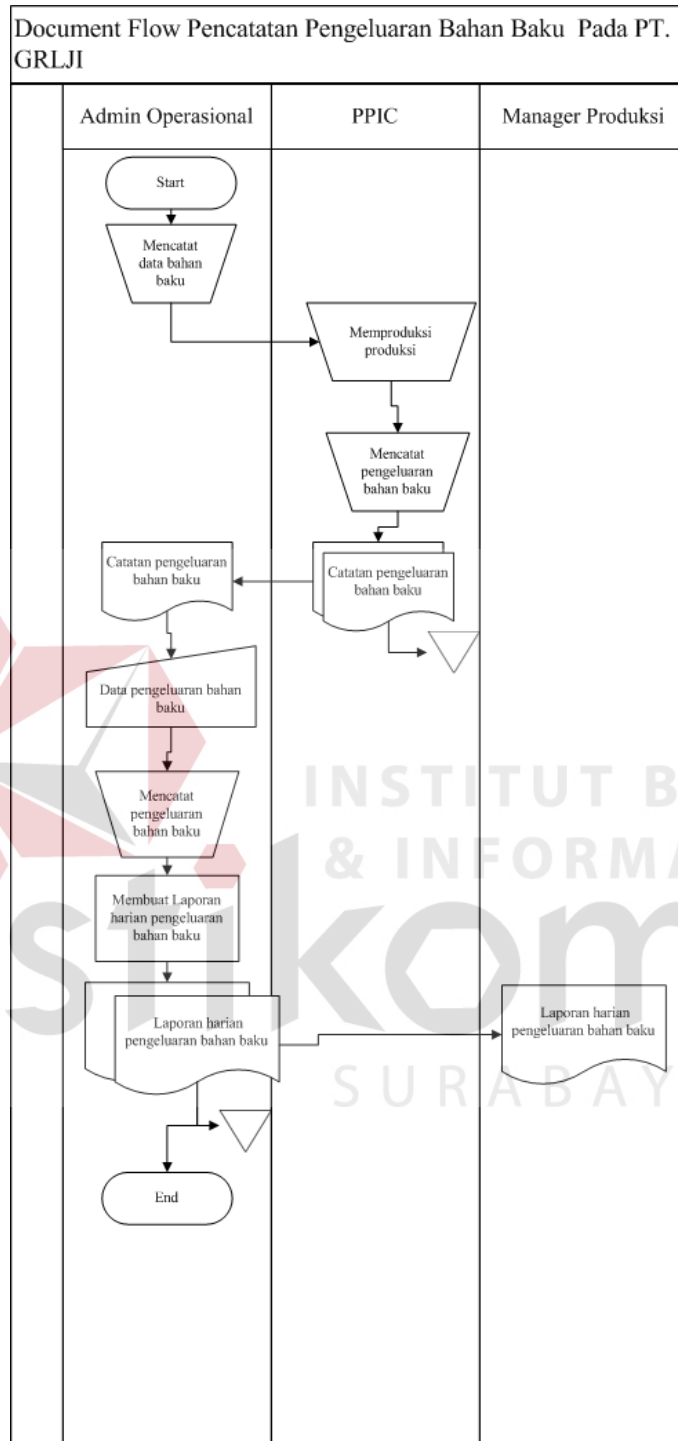 Document Flow Pencatatan Pengeluaran Bahan Baku Pada PT.
GRLJI
Admin Operasional
PPIC
Manager Produksi
Start
Mencatat
data bahan
baku
Memproduksi
produksi
Mencatat
pengeluaran
bahan baku
Catatan pengeluaran
bahan baku
Catatan pengeluaran
bahan baku
Data pengeluaran bahan
baku
Mencatat
pengeluaran
bahan baku
Membuat Laporan
harian pengeluaran
bahan baku
Laporan harian
pengeluaran bahan baku
Laporan harian
pengeluaran bahan baku
End
INSTITUT B
& INFORMA
stikom
SURABAY